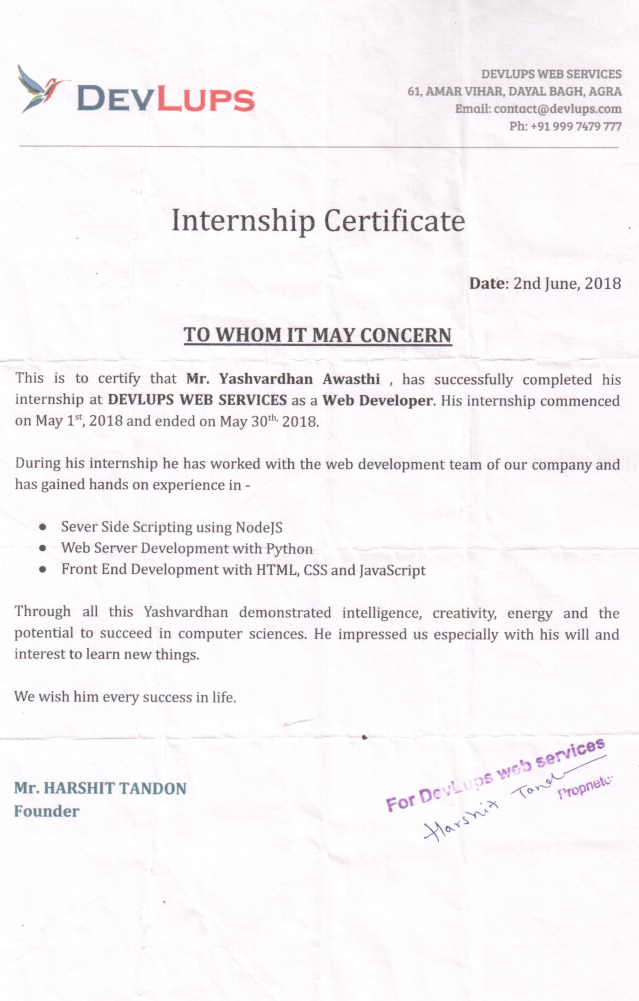 DEVLUPS
DEVLUPS WEB SERVICES
61, AMAR VIHAR, DAYAL BAGH, AGRA
Email: contact@devlups.com
Ph: +91 999 7479 777
Internship Certificate
Date: 2nd June, 2018
TO WHOM IT MAY CONCERN
This is to certify that Mr. Yashvardhan Awasthi , has successfully completed his
internship at DEVLUPS WEB SERVICES as a Web Developer. His internship commenced
on May 1st, 2018 and ended on May 30th, 2018.
During his internship he has worked with the web development team of our company and
has gained hands on experience in -
● Sever Side Scripting using NodeJS
● Web Server Development with Python
● Front End Development with HTML, CSS and JavaScript
Through all this Yashvardhan demonstrated intelligence, creativity, energy and the
potential to succeed in computer sciences. He impressed us especially with his will and
interest to learn new things.
We wish him every success in life.
Mr. HARSHIT TANDON
Founder
For DevLups web services
Harshit Tand
Propriet